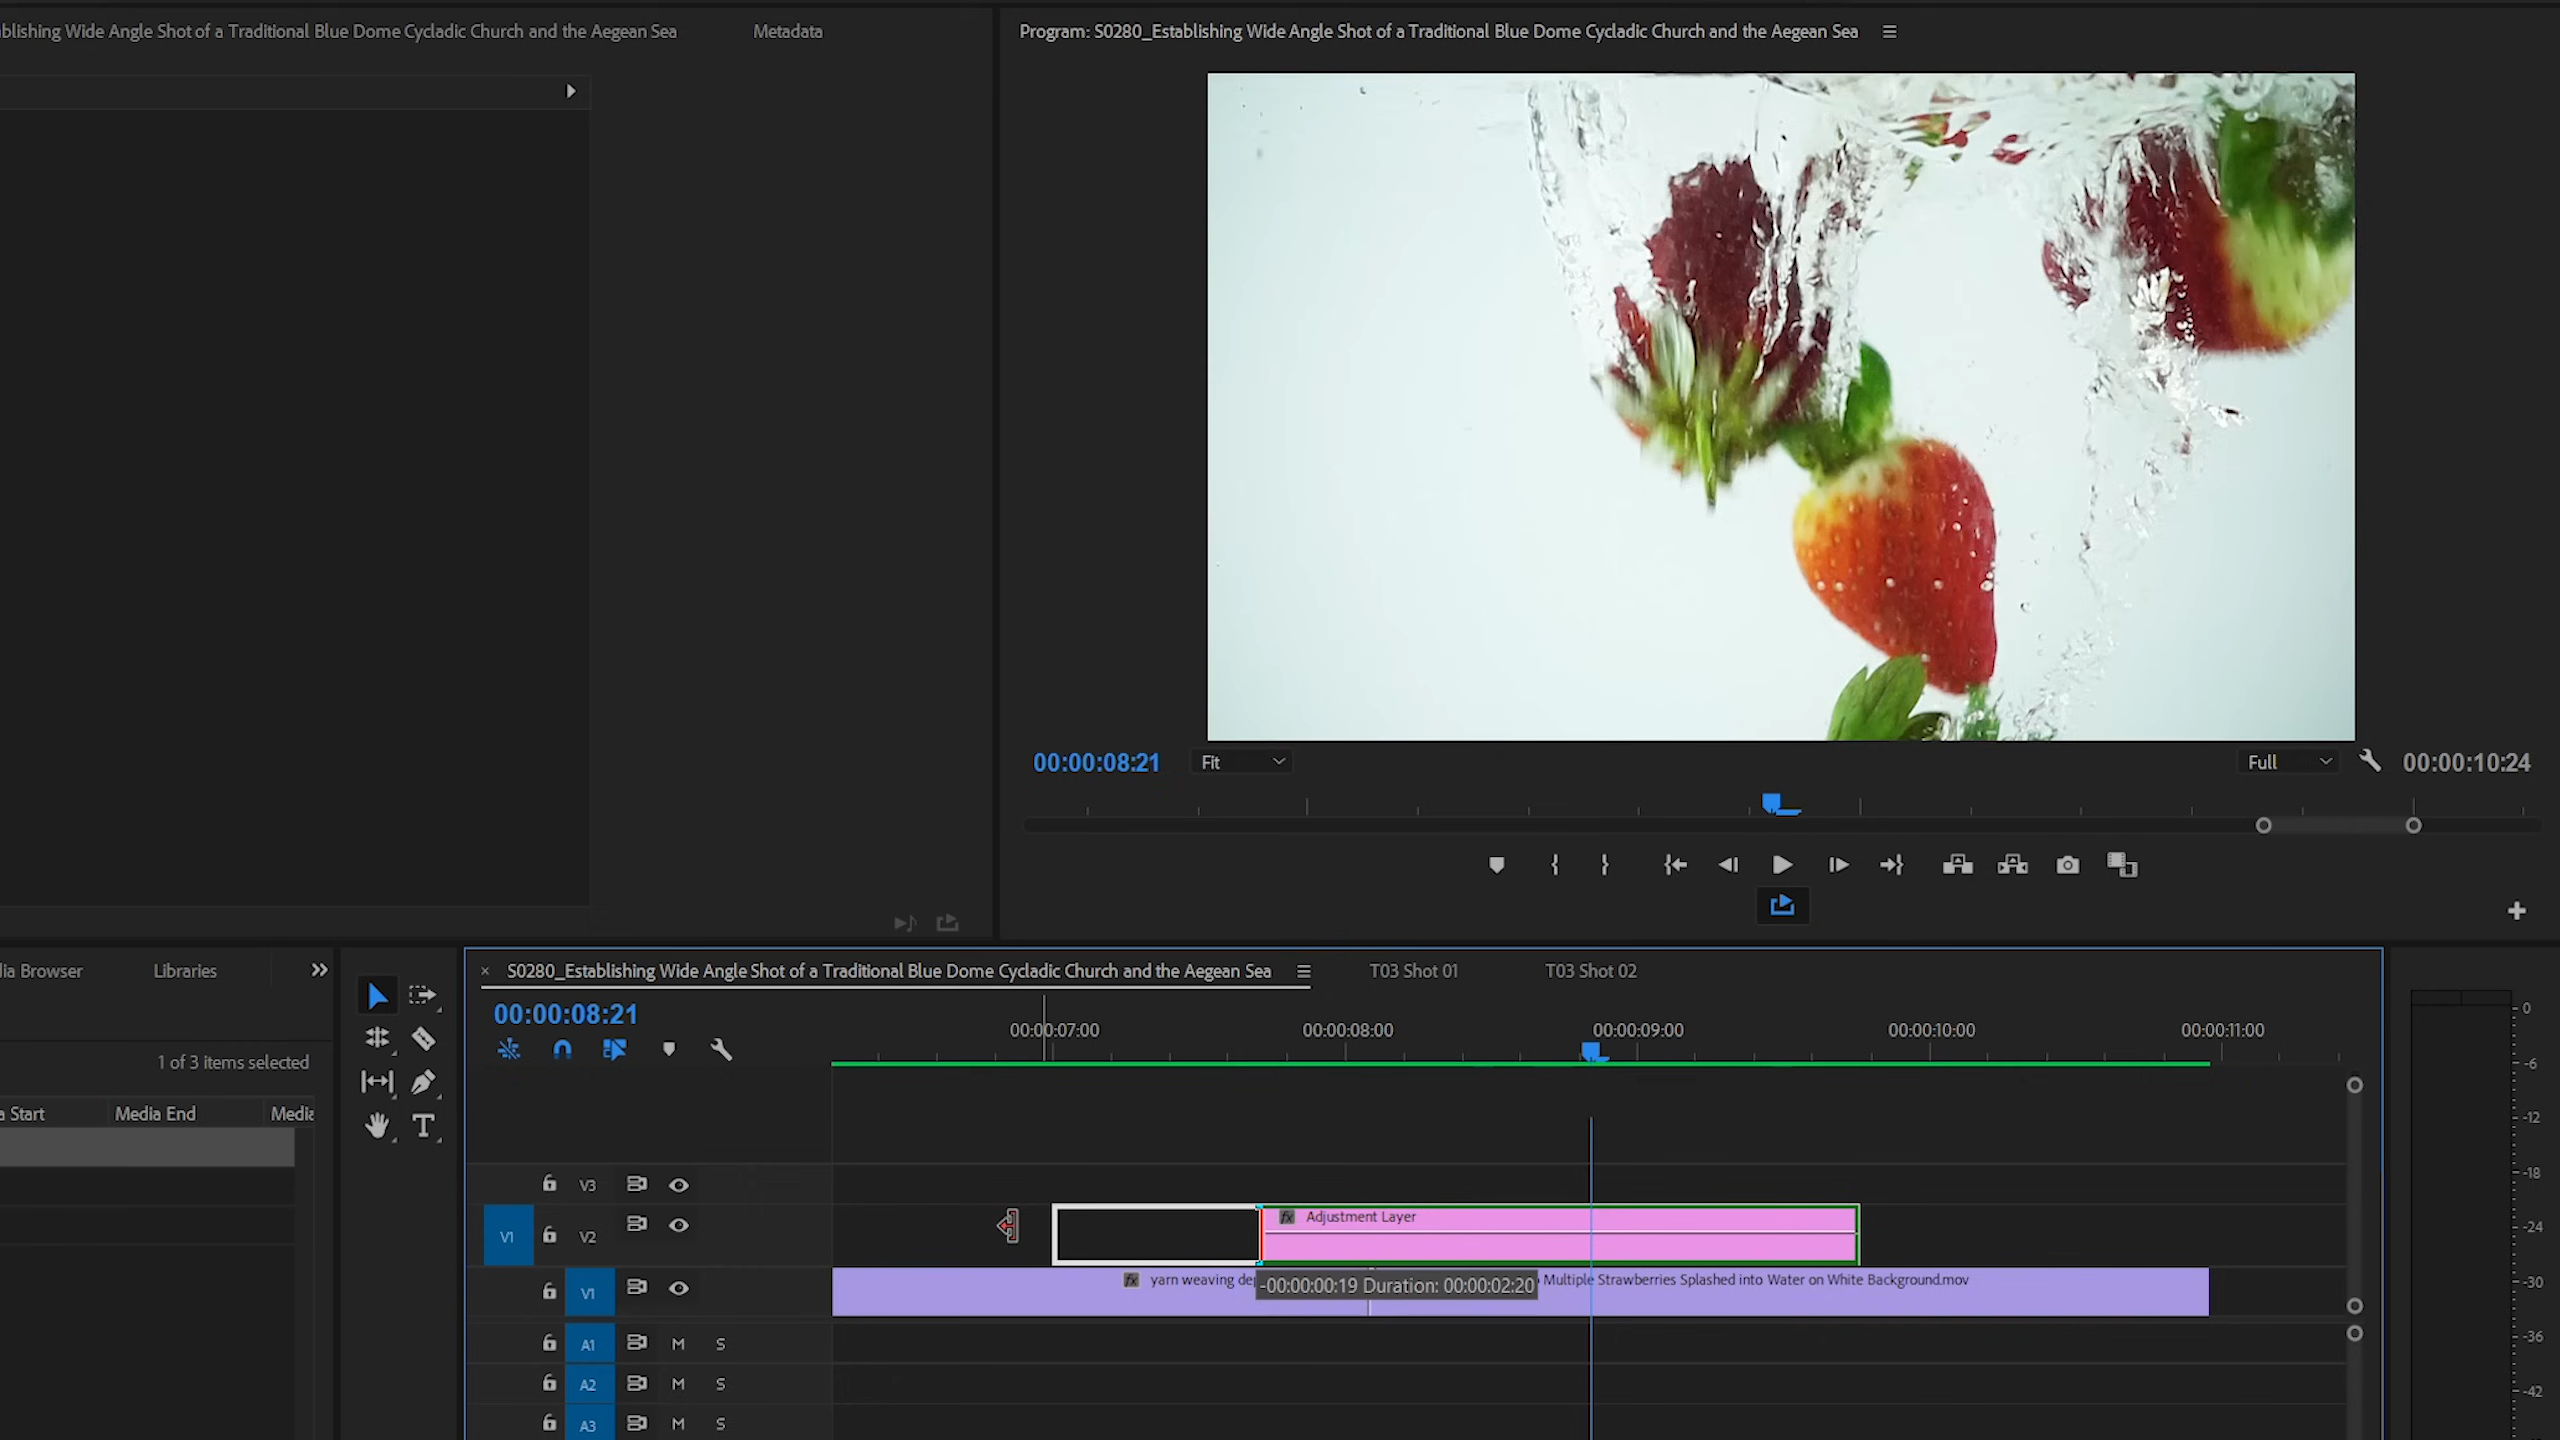 blishing Wide Angle Shot of a Traditional Blue Dome Cycladic Church and the Aegean Sea
Metadata
Program: S0280_Establishing Wide Angle Shot of a Traditional Blue Dome Cycladic Church and the Aegean Sea
00:00:08:21
Fit
Full
00:00:10:24
ia Browser
Libraries
1 of 3 items selected
a Start
Media End
Media
S0280_Establishing Wide Angle Shot of a Traditional Blue Dome Cycladic Church and the Aegean Sea
T03 Shot 01
T03 Shot 02
00:00:08:21
00:00:07:00
00:00:08:00
00:00:09:00
00:00:10:00
00:00:11:00
V3
V1
V2
fx Adjustment Layer
V1
fx yarn weaving de
-00:00:00:19 Duration: 00:00:02:20
Multiple Strawberries Splashed into Water on White Background.mov
A1 M S
A2 M S
A3 M S
0
-6
-12
-18
-24
-30
-36
-42